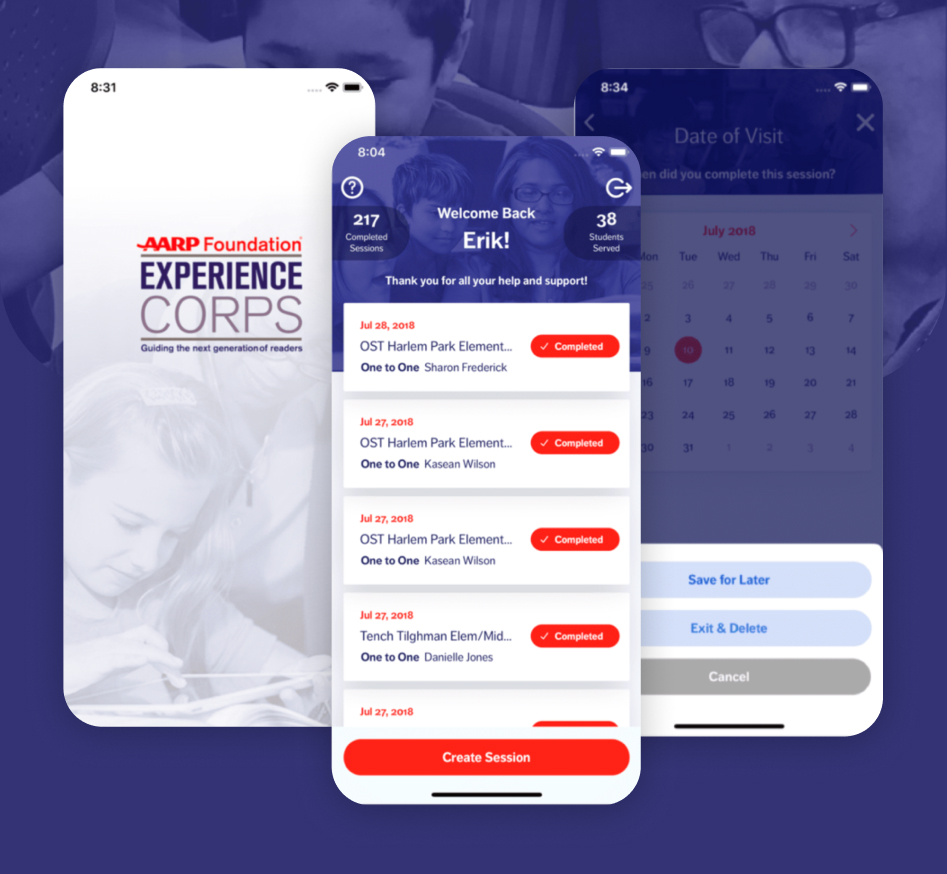 8:31
AARP Foundation
EXPERIENCE
CORPS
Guiding the next generation of readers
8:04
217
Completed
Sessions
Welcome Back
Erik!
38
Students
Served
Thank you for all your help and support!
Jul 28, 2018
OST Harlem Park Element...
Completed
One to One Sharon Frederick
Jul 27, 2018
OST Harlem Park Element...
Completed
One to One Kasean Wilson
Jul 27, 2018
OST Harlem Park Element...
Completed
One to One Kasean Wilson
Jul 27, 2018
Tench Tilghman Elem/Mid...
Completed
One to One Danielle Jones
Jul 27, 2018
Create Session
8:34
Date of Visit
en did you complete this session?
July 2018
Mon Tue Wed Thu Fri Sat
25 26 27 28 29 30
2 3 4 5 6 7
9 10 11 12 13 14
16 17 18 19 20 21
23 24 25 26 27 28
30 31 1 2 3 4
Save for Later
Exit & Delete
Cancel